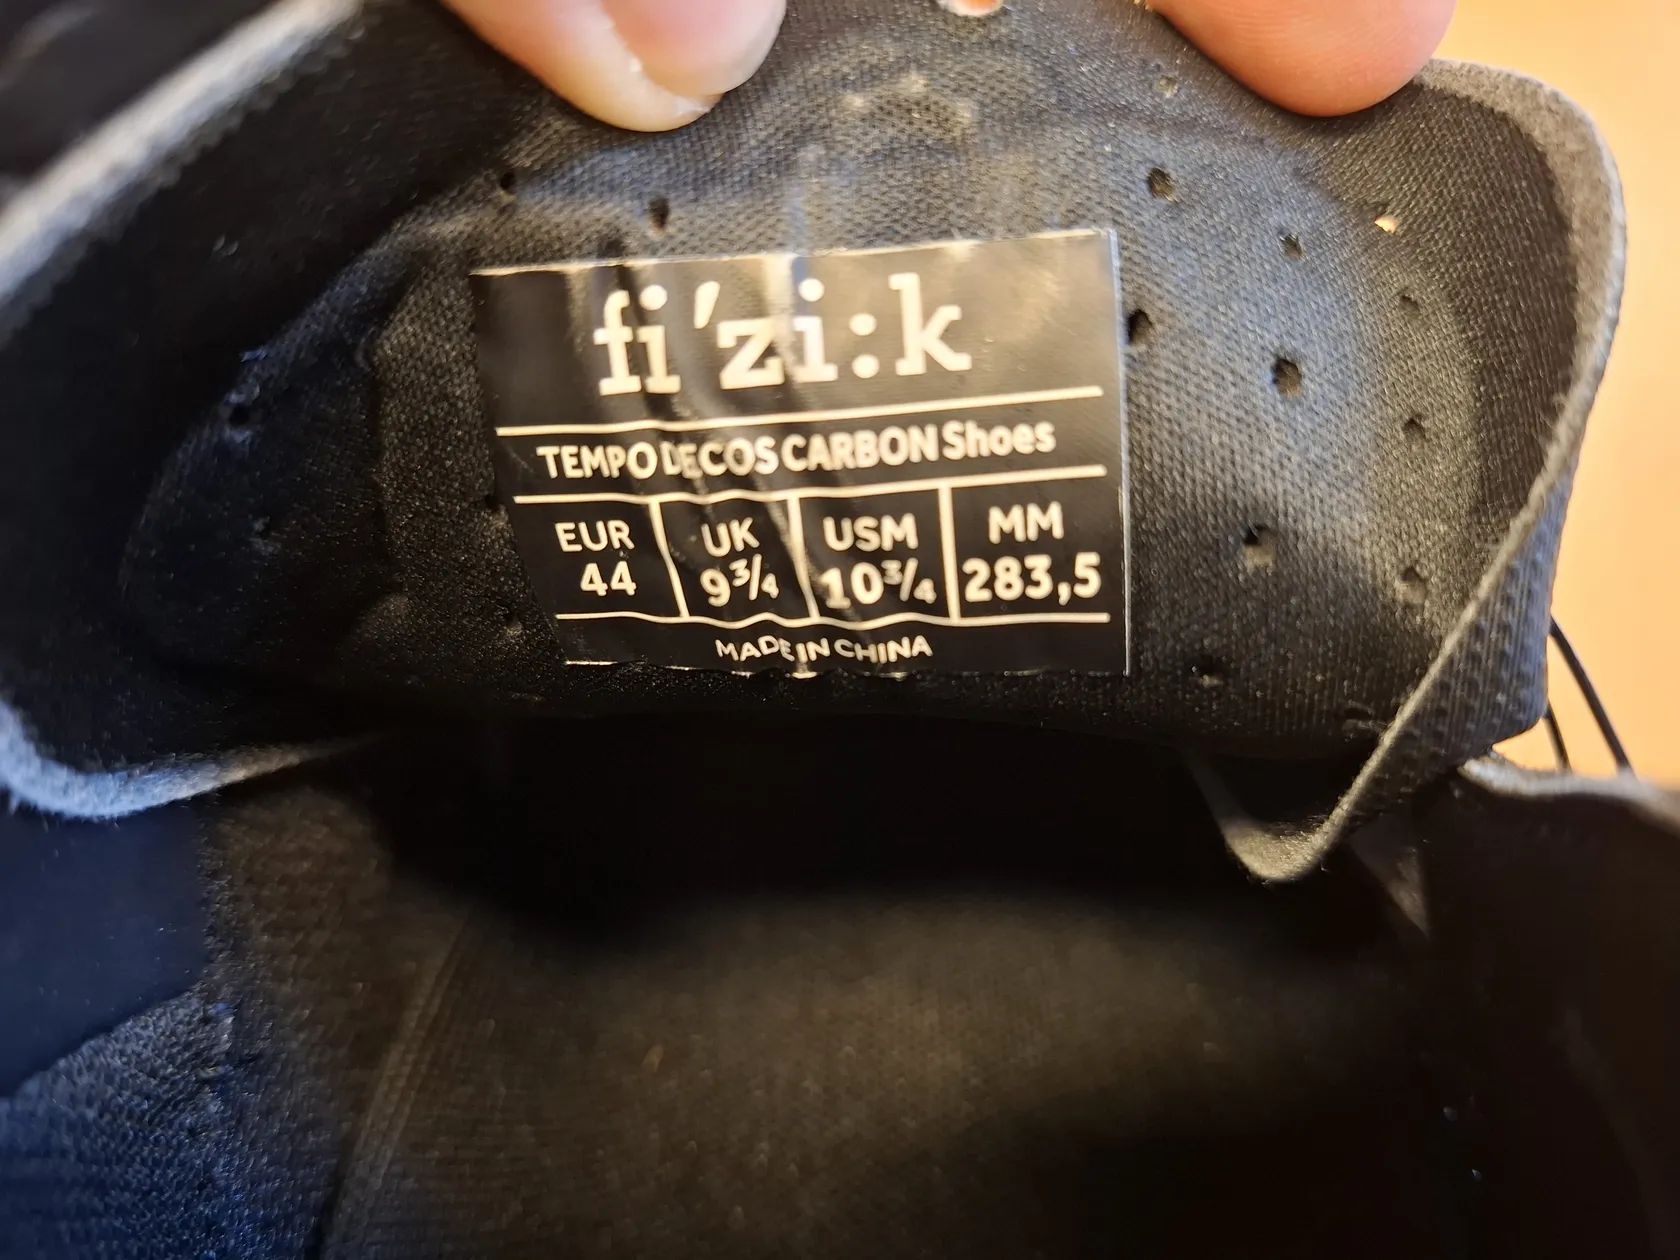 fi'zi:k
TEMPO DECOS CARBON Shoes
EUR UK USM MM
44 9¾ 10¾ 283,5
MADE IN CHINA